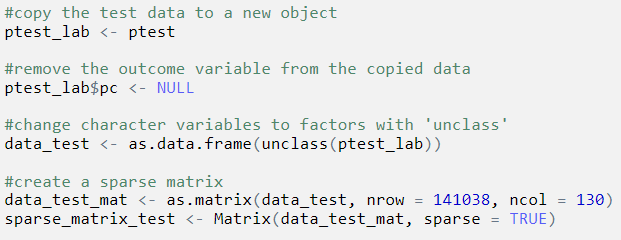 #copy the test data to a new object
ptest_lab <- ptest
#remove the outcome variable from the copied data
ptest_lab$pc <- NULL
#change character variables to factors with 'unclass'
data_test <- as.data.frame(unclass(ptest_lab))
#create a sparse matrix
data_test_mat <- as.matrix(data_test, nrow = 141038, ncol = 130)
sparse_matrix_test <- Matrix(data_test_mat, sparse = TRUE)